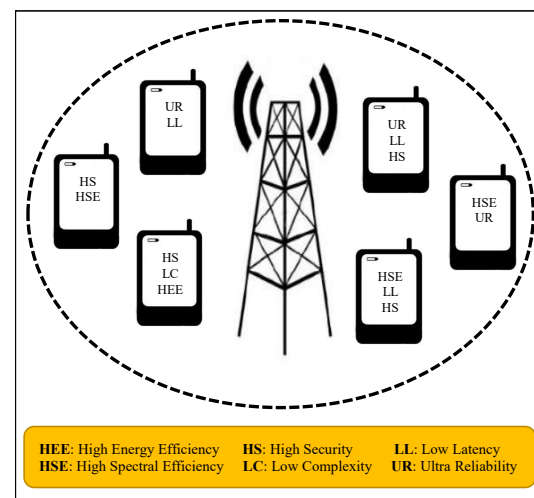 UR
LL
UR
LL
HS
HS
HSE
HSE
UR
HS
LC
HEE
HSE
LL
HS
HEE: High Energy Efficiency HS: High Security LL: Low Latency
HSE: High Spectral Efficiency LC: Low Complexity UR: Ultra Reliability